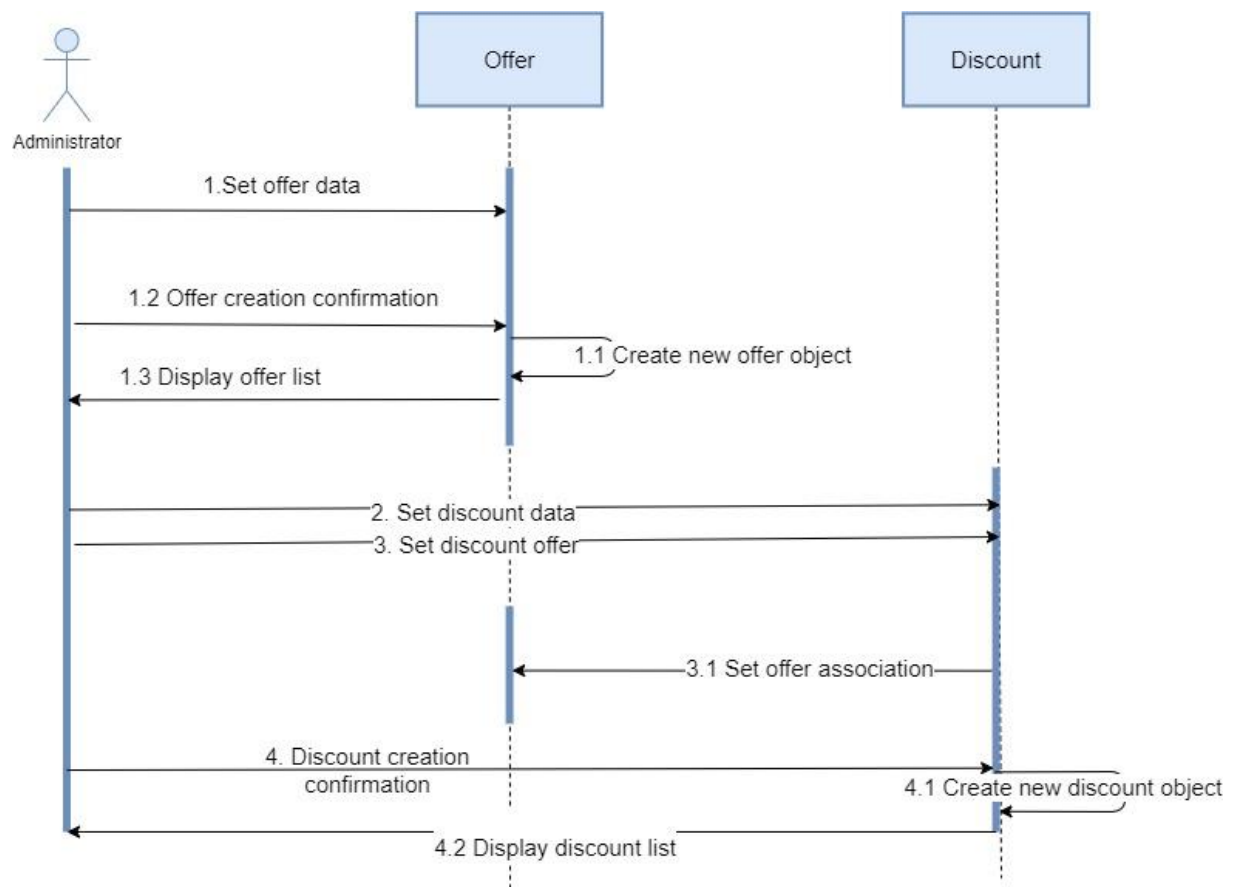 Offer
Discount
Administrator
1.Set offer data
1.2 Offer creation confirmation
1.1 Create new offer object
1.3 Display offer list
2. Set discount data
3. Set discount offer
3.1 Set offer association
4. Discount creation
confirmation
4.1 Create new discount object
4.2 Display discount list